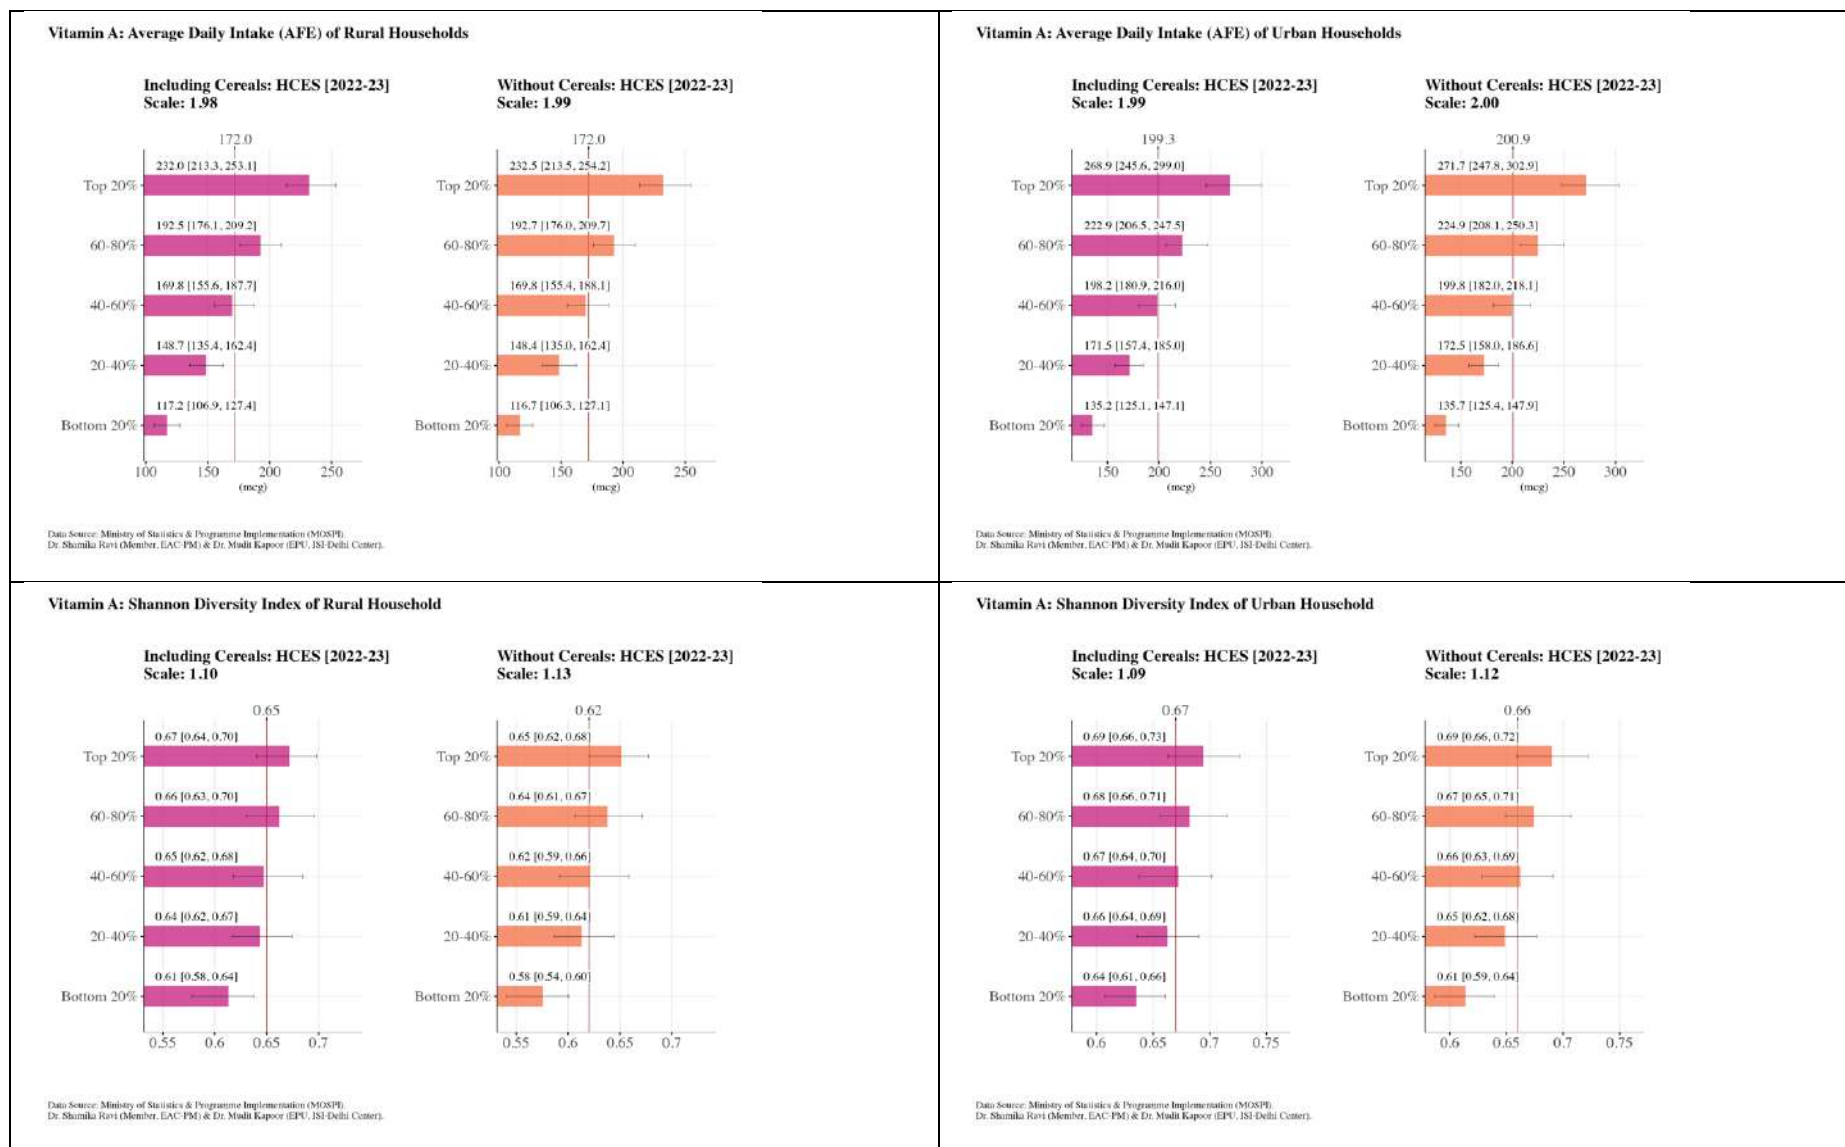 Vitamin A: Average Daily Intake (AFE) of Rural Households
Including Cereals: HCES [2022-23]
Scale: 1.98
172.0
Top 20%
232.0 [213.3, 253.1]
60-80%
192.5 [176.1, 209.2]
40-60%
169.8 [155.6, 187.7]
20-40%
148.7 [135.4, 162.4]
Bottom 20%
117.2 [106.9, 127.4]
100 150 200 250
(mcg)
Without Cereals: HCES [2022-23]
Scale: 1.99
172.0
Top 20%
232.5 [213.5, 254.2]
60-80%
192.7 [176.0, 209.7]
40-60%
169.8 [155.4, 188.1]
20-40%
148.4 [135.0, 162.4]
Bottom 20%
116.7 [106.3, 127.1]
100 150 200 250
(mcg)
Data Source: Ministry of Statistics & Programme Implementation (MOSPI).
Dr. Shamika Ravi (Member, EAC-PM) & Dr. Mudit Kapoor (EPU, ISI-Delhi Center).
Vitamin A: Average Daily Intake (AFE) of Urban Households
Including Cereals: HCES [2022-23]
Scale: 1.99
199.3
Top 20%
268.9 [245.6, 299.0]
60-80%
222.9 [206.5, 247.5]
40-60%
198.2 [180.9, 216.0]
20-40%
171.5 [157.4, 185.0]
Bottom 20%
135.2 [125.1, 147.1]
150 200 250 300
(mcg)
Without Cereals: HCES [2022-23]
Scale: 2.00
200.9
Top 20%
271.7 [247.8, 302.9]
60-80%
224.9 [208.1, 250.3]
40-60%
199.8 [182.0, 218.1]
20-40%
172.5 [158.0, 186.6]
Bottom 20%
135.7 [125.4, 147.9]
150 200 250 300
(mcg)
Data Source: Ministry of Statistics & Programme Implementation (MOSPI).
Dr. Shamika Ravi (Member, EAC-PM) & Dr. Mudit Kapoor (EPU, ISI-Delhi Center).
Vitamin A: Shannon Diversity Index of Rural Household
Including Cereals: HCES [2022-23]
Scale: 1.10
0.65
Top 20%
0.67 [0.64, 0.70]
60-80%
0.66 [0.63, 0.70]
40-60%
0.65 [0.62, 0.68]
20-40%
0.64 [0.62, 0.67]
Bottom 20%
0.61 [0.58, 0.64]
0.55 0.6 0.65 0.7
Without Cereals: HCES [2022-23]
Scale: 1.13
0.62
Top 20%
0.65 [0.62, 0.68]
60-80%
0.64 [0.61, 0.67]
40-60%
0.62 [0.59, 0.66]
20-40%
0.61 [0.59, 0.64]
Bottom 20%
0.58 [0.54, 0.60]
0.55 0.6 0.65 0.7
Data Source: Ministry of Statistics & Programme Implementation (MOSPI).
Dr. Shamika Ravi (Member, EAC-PM) & Dr. Mudit Kapoor (EPU, ISI-Delhi Center).
Vitamin A: Shannon Diversity Index of Urban Household
Including Cereals: HCES [2022-23]
Scale: 1.09
0.67
Top 20%
0.69 [0.66, 0.73]
60-80%
0.68 [0.66, 0.71]
40-60%
0.67 [0.64, 0.70]
20-40%
0.66 [0.64, 0.69]
Bottom 20%
0.64 [0.61, 0.66]
0.6 0.65 0.7 0.75
Without Cereals: HCES [2022-23]
Scale: 1.12
0.66
Top 20%
0.69 [0.66, 0.72]
60-80%
0.67 [0.65, 0.71]
40-60%
0.66 [0.63, 0.69]
20-40%
0.65 [0.62, 0.68]
Bottom 20%
0.61 [0.59, 0.64]
0.6 0.65 0.7 0.75
Data Source: Ministry of Statistics & Programme Implementation (MOSPI).
Dr. Shamika Ravi (Member, EAC-PM) & Dr. Mudit Kapoor (EPU, ISI-Delhi Center).